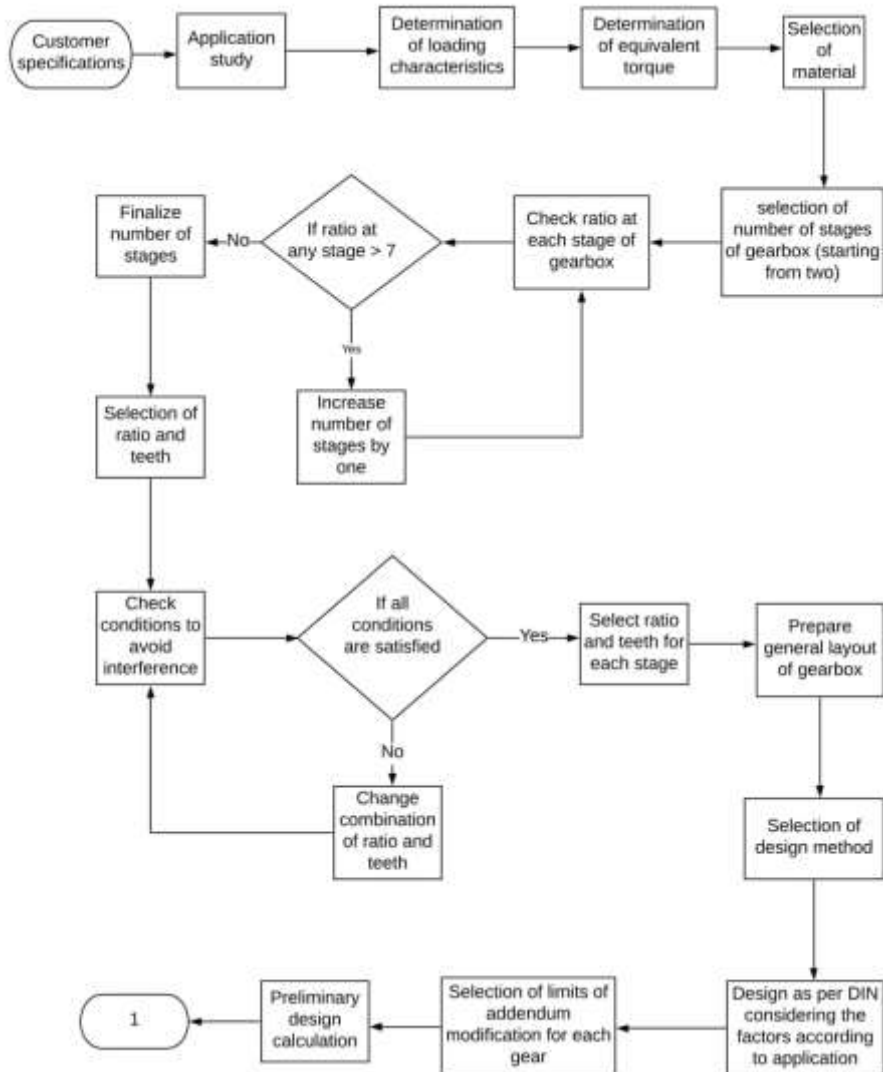 Customer
specifications
Application
study
Determination
of loading
characteristics
Determination
of equivalent
torque
Selection
of
material
selection of
number of stages
of gearbox (starting
from two)
Check ratio at
each stage of
gearbox
If ratio at
any stage > 7
No
Finalize
number of
stages
Yes
Increase
number of
stages by
one
Selection of
ratio and
teeth
Check
conditions to
avoid
interference
If all
conditions
are satisfied
Yes
Select ratio
and teeth for
each stage
Prepare
general layout
of gearbox
No
Change
combination
of ratio and
teeth
Selection of
design method
Design as per DIN
considering the
factors according
to application
Selection of limits of
addendum
modification for each
gear
Preliminary
design
calculation
1